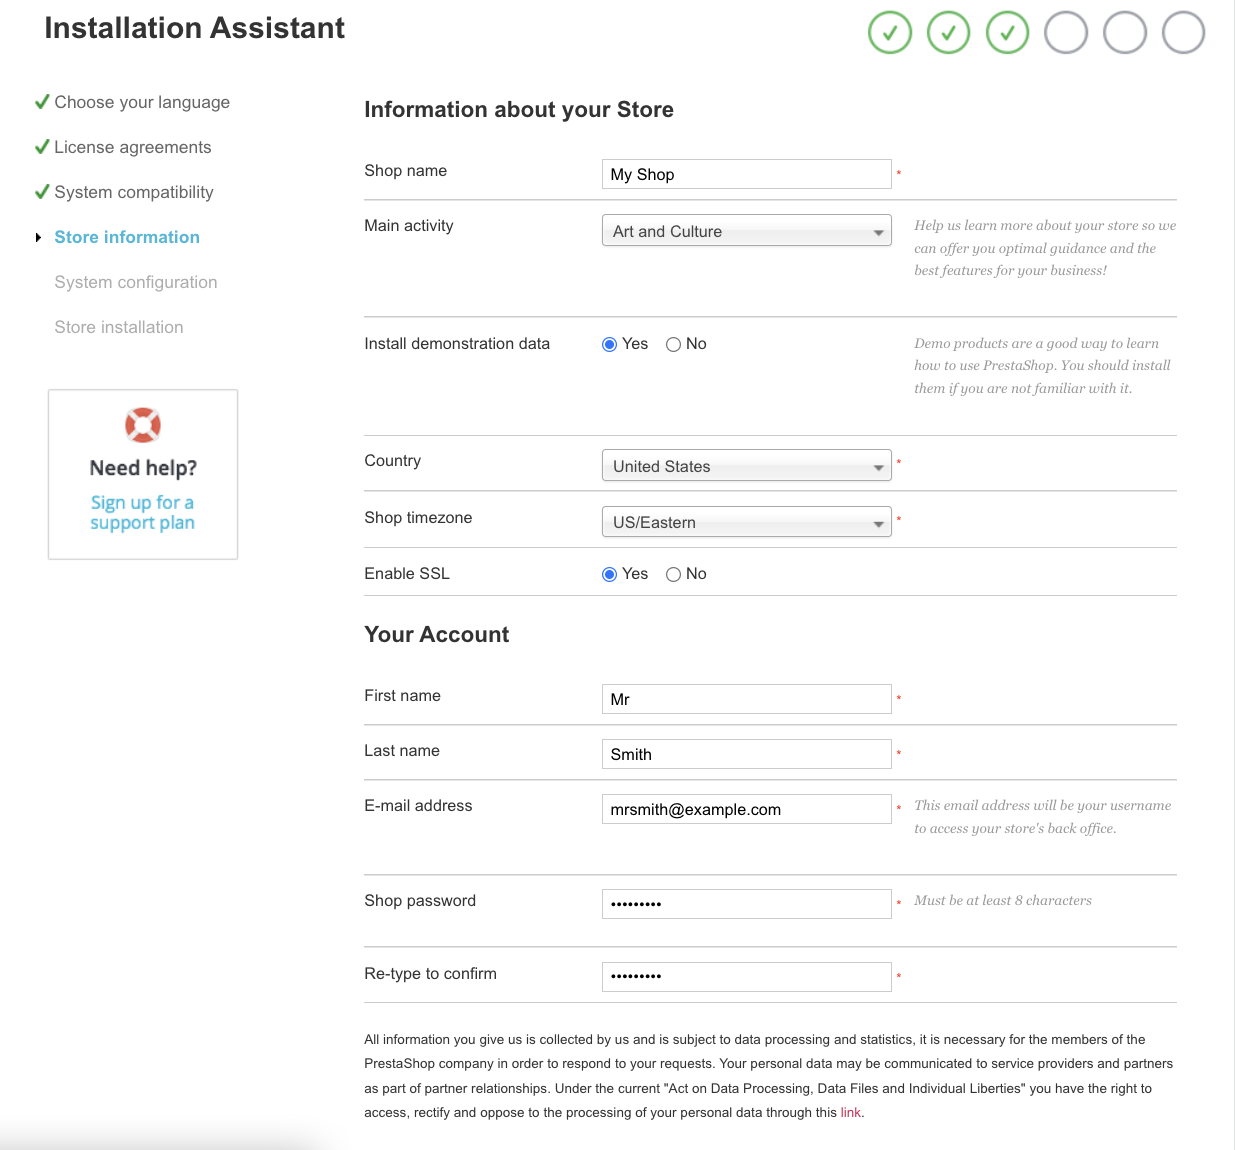 Installation Assistant
Choose your language
License agreements
System compatibility
Store information
System configuration
Store installation
Need help?
Sign up for a
support plan
Information about your Store
Shop name
My Shop
*
Main activity
Art and Culture
Help us learn more about your store so we
can offer you optimal guidance and the
best features for your business!
Install demonstration data
Yes
No
Demo products are a good way to learn
how to use PrestaShop. You should install
them if you are not familiar with it.
Country
United States
*
Shop timezone
US/Eastern
*
Enable SSL
Yes
No
Your Account
First name
Mr
*
Last name
Smith
*
E-mail address
mrsmith@example.com
*
This email address will be your username
to access your store's back office.
Shop password
•••••••••
*
Must be at least 8 characters
Re-type to confirm
•••••••••
*
All information you give us is collected by us and is subject to data processing and statistics, it is necessary for the members of the
PrestaShop company in order to respond to your requests. Your personal data may be communicated to service providers and partners
as part of partner relationships. Under the current "Act on Data Processing, Data Files and Individual Liberties" you have the right to
access, rectify and oppose to the processing of your personal data through this link.